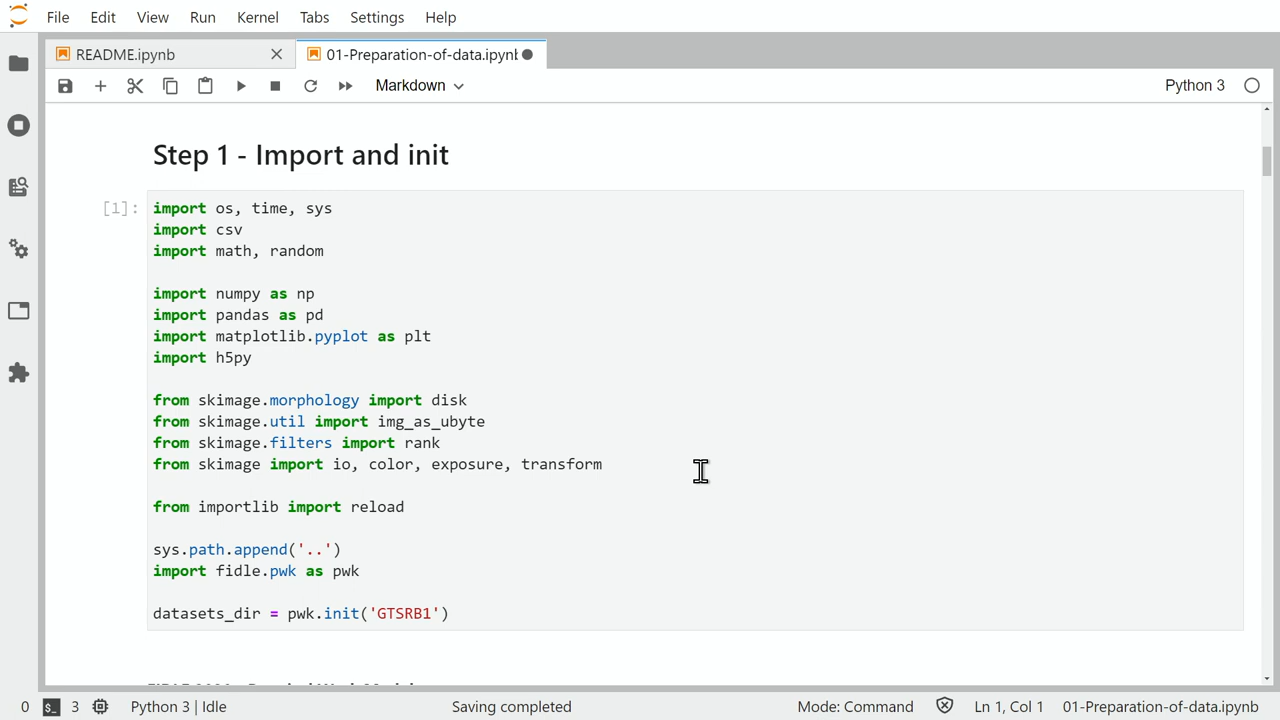 File Edit View Run Kernel Tabs Settings Help
README.ipynb 01-Preparation-of-data.ipynb
Markdown Python 3
Step 1 - Import and init
[1]: import os, time, sys
import csv
import math, random
import numpy as np
import pandas as pd
import matplotlib.pyplot as plt
import h5py
from skimage.morphology import disk
from skimage.util import img_as_ubyte
from skimage.filters import rank
from skimage import io, color, exposure, transform
from importlib import reload
sys.path.append('..')
import fidle.pwk as pwk
datasets_dir = pwk.init('GTSRB1')
0 3 Python 3 | Idle Saving completed Mode: Command Ln 1, Col 1 01-Preparation-of-data.ipynb